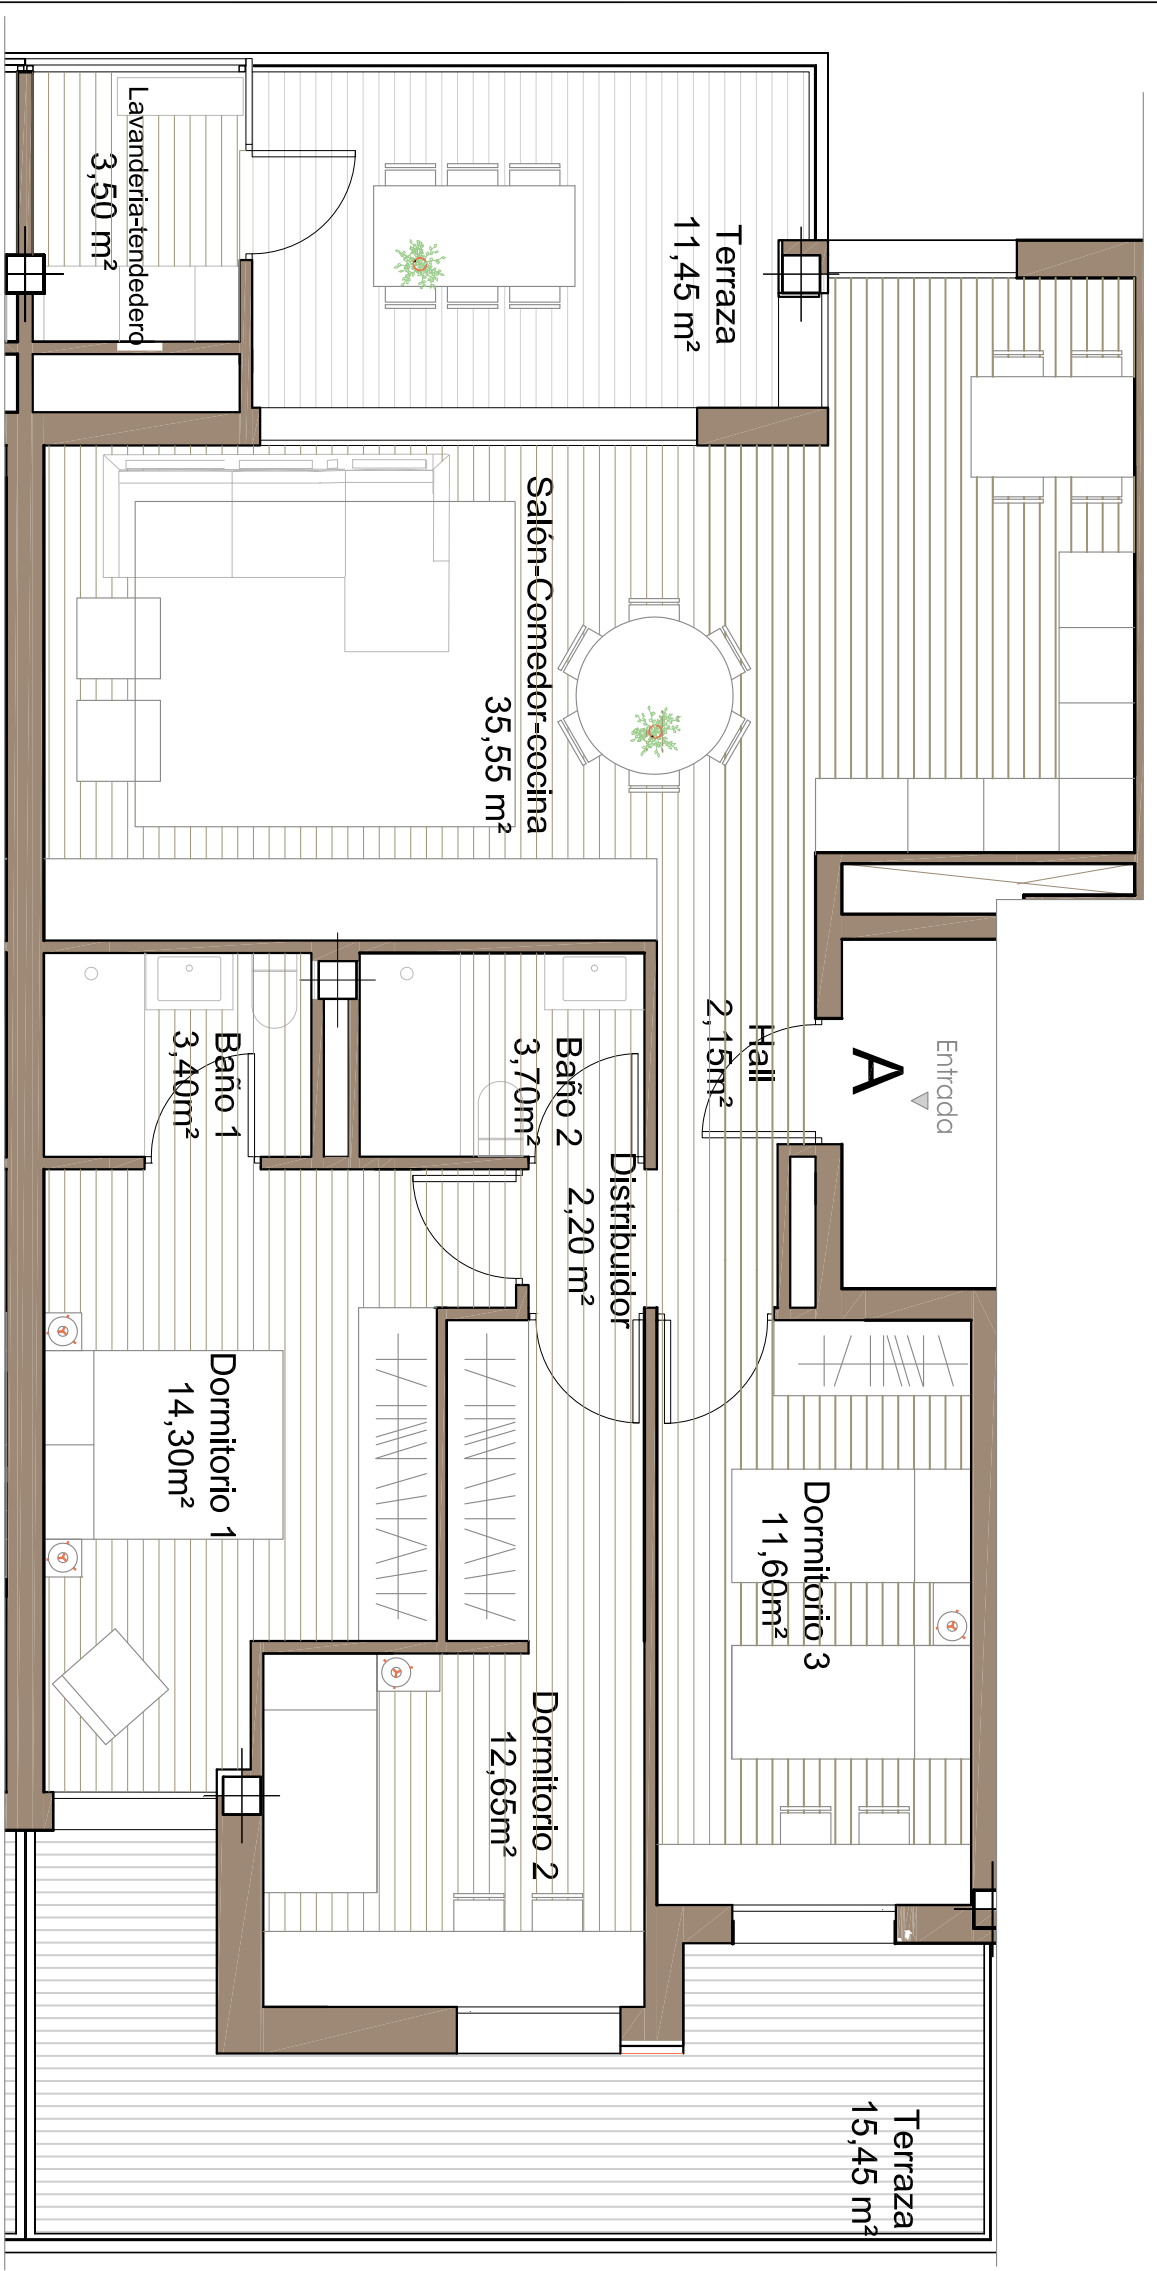 Lavanderia-tendedero
3,50 m²
Terraza
11,45 m²
Salón-Comedor-cocina
35,55 m²
Hall
2,15m²
A
Entrada
Baño 1
3,40m²
Baño 2
3,70m²
Distribuidor
2,20 m²
Dormitorio 1
14,30m²
Dormitorio 3
11,60m²
Dormitorio 2
12,65m²
Terraza
15,45 m²